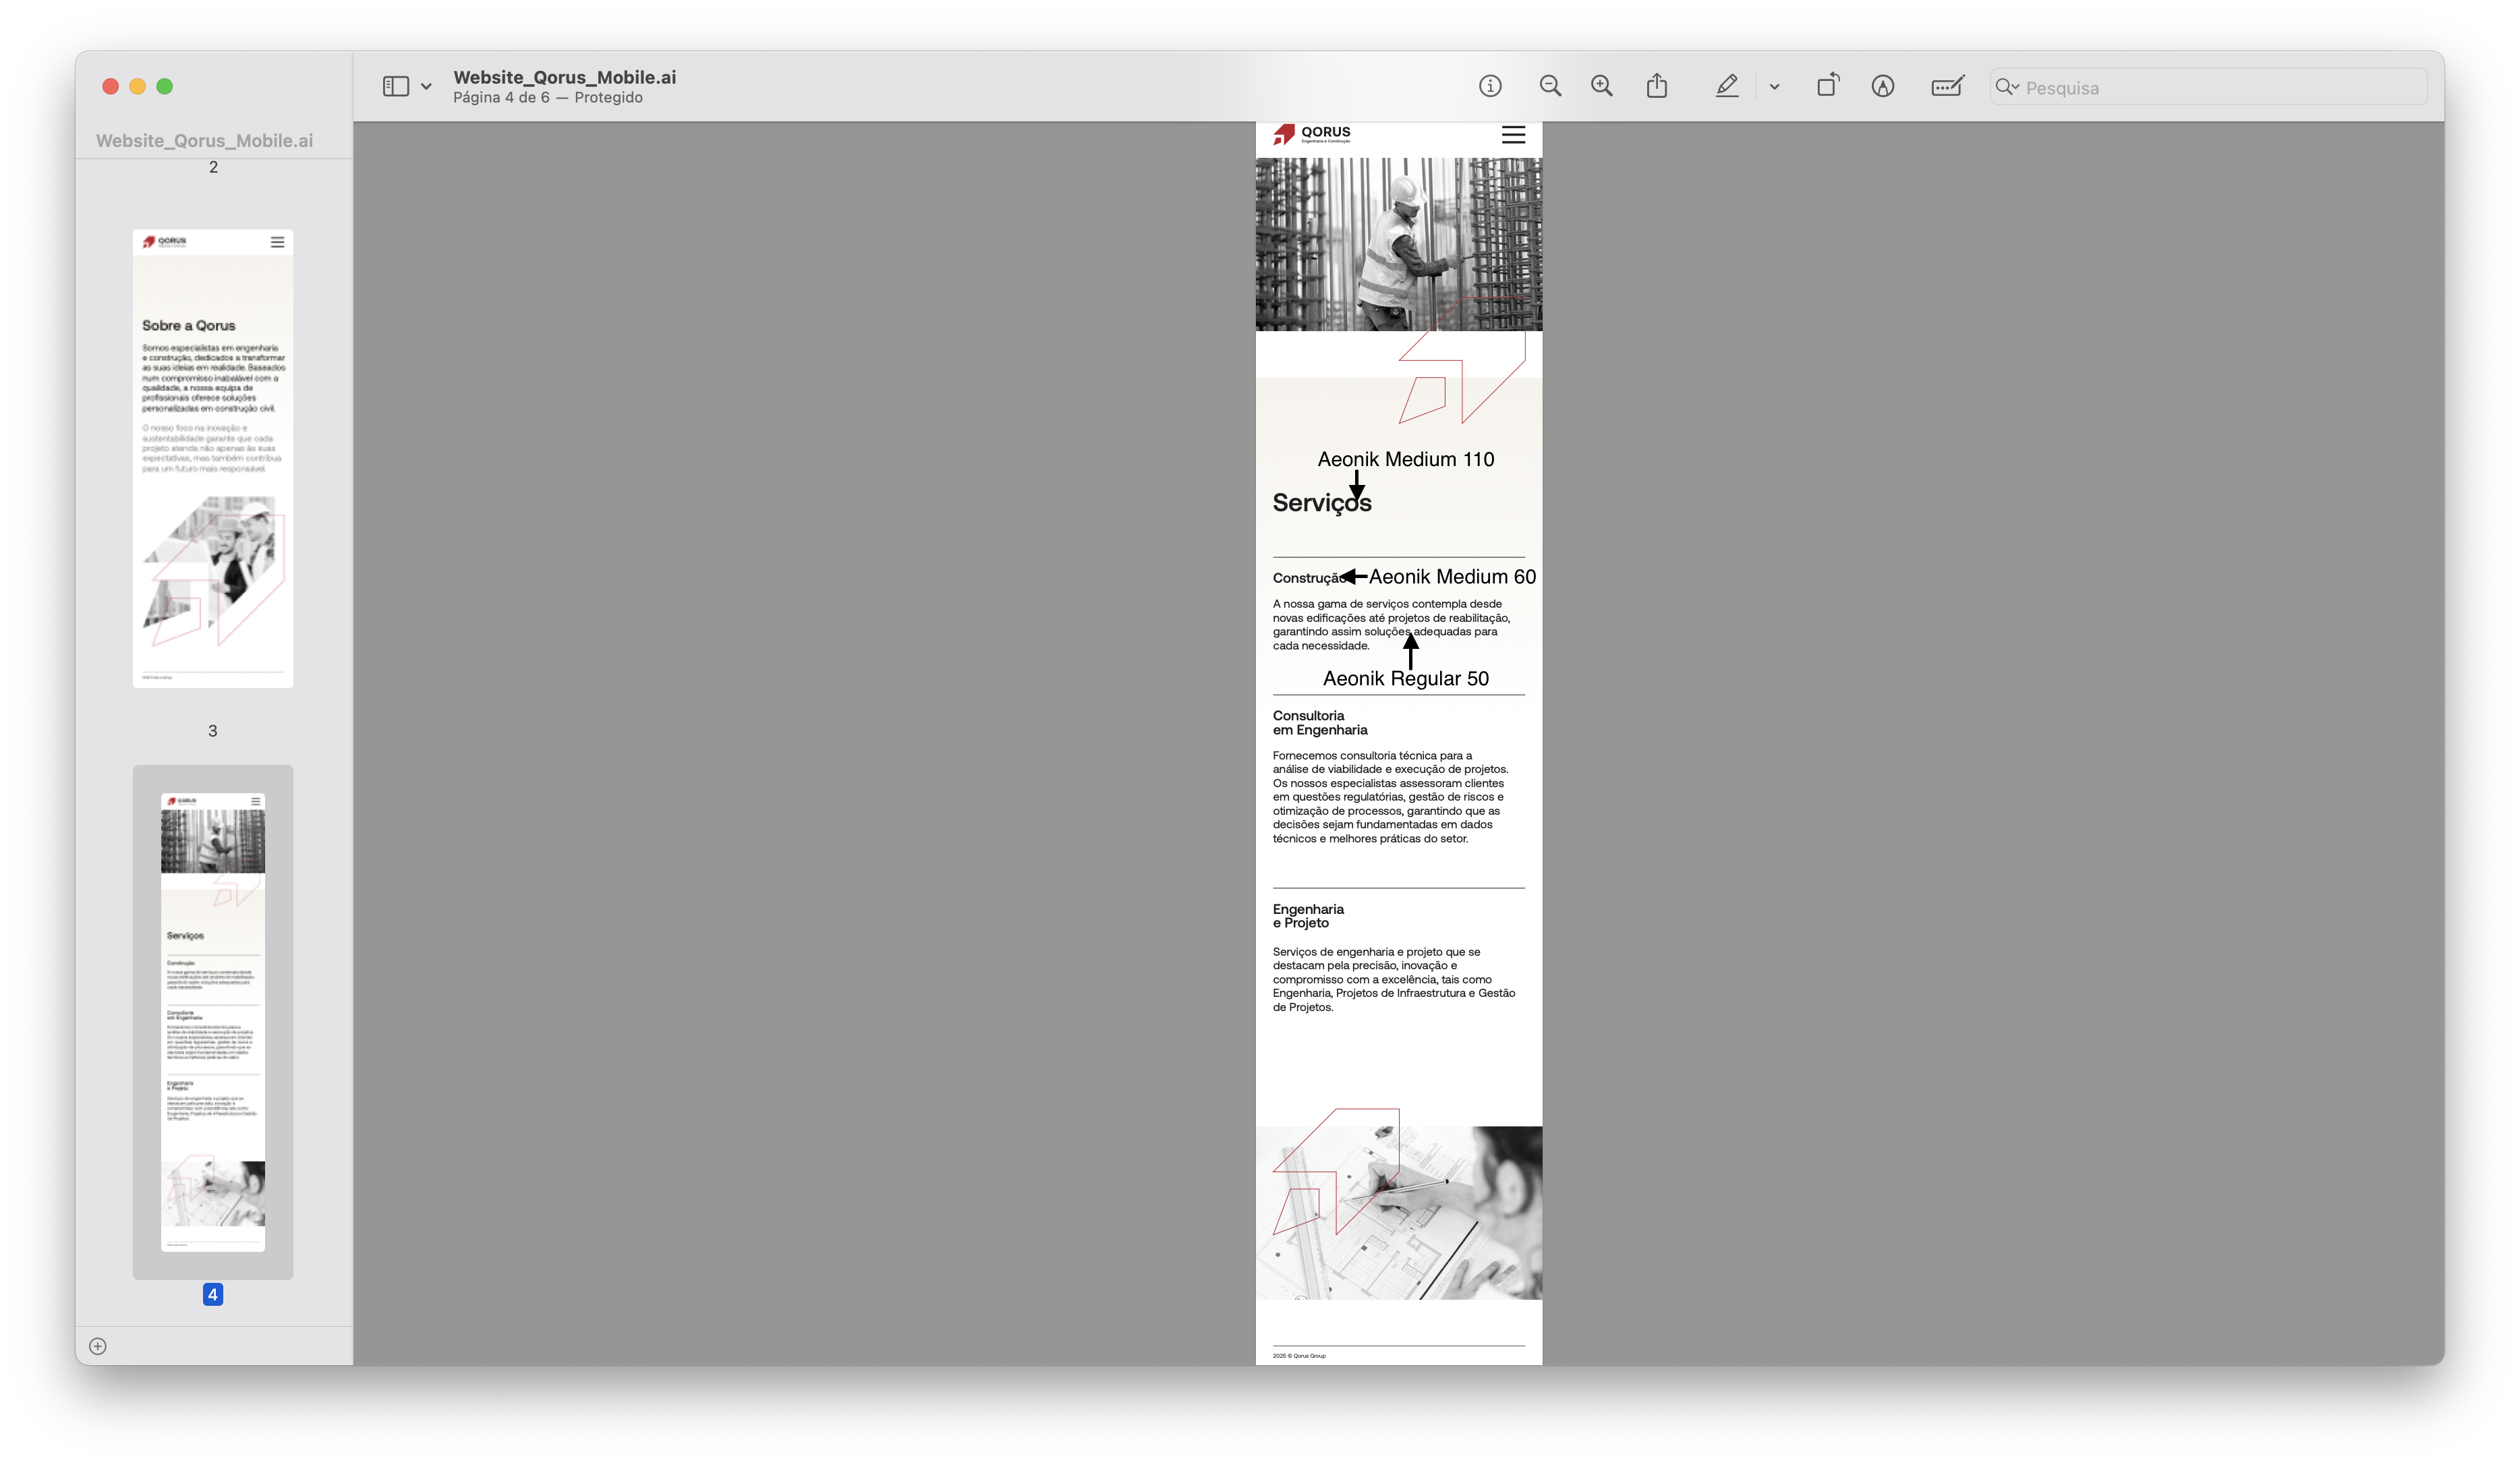 Website_Qorus_Mobile.ai
Página 4 de 6 — Protegido
Pesquisa
Website_Qorus_Mobile.ai
2
QORUS
Sobre a Qorus
Somos especialistas em engenharia
e construção, dedicados a transformar
as suas ideias em realidade. Baseados
num compromisso inabalável com a
qualidade, a nossa equipa de
profissionais oferece soluções
personalizadas em construção civil.
O nosso foco na inovação e
sustentabilidade garante que cada
projeto atenda não apenas às suas
expectativas, mas também contribua
para um futuro mais responsável.
3
Serviços
Construção
Consultoria
em Engenharia
Engenharia
e Projeto
4
QORUS
Engenharia e Construção
Aeonik Medium 110
Serviços
Construção
Aeonik Medium 60
A nossa gama de serviços contempla desde
novas edificações até projetos de reabilitação,
garantindo assim soluções adequadas para
cada necessidade.
Aeonik Regular 50
Consultoria
em Engenharia
Fornecemos consultoria técnica para a
análise de viabilidade e execução de projetos.
Os nossos especialistas assessoram clientes
em questões regulatórias, gestão de riscos e
otimização de processos, garantindo que as
decisões sejam fundamentadas em dados
técnicos e melhores práticas do setor.
Engenharia
e Projeto
Serviços de engenharia e projeto que se
destacam pela precisão, inovação e
compromisso com a excelência, tais como
Engenharia, Projetos de Infraestrutura e Gestão
de Projetos.
2025 © Qorus Group